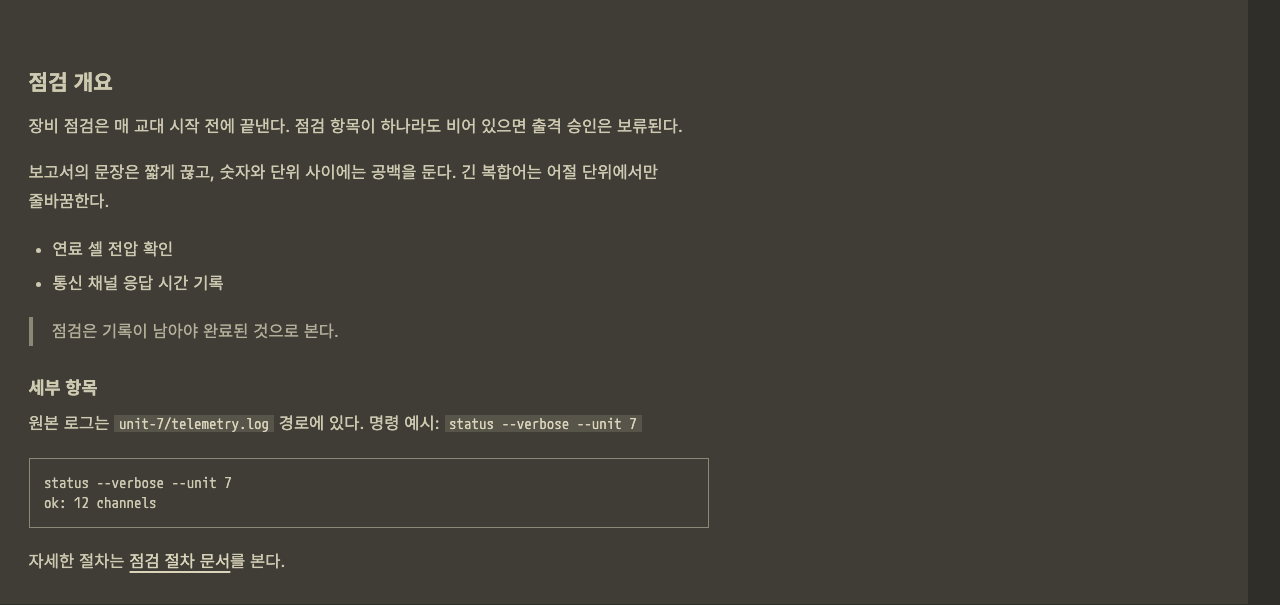 점검 개요
장비 점검은 매 교대 시작 전에 끝낸다. 점검 항목이 하나라도 비어 있으면 출격 승인은 보류된다.
보고서의 문장은 짧게 끊고, 숫자와 단위 사이에는 공백을 둔다. 긴 복합어는 어절 단위에서만
줄바꿈한다.
• 연료 셀 전압 확인
• 통신 채널 응답 시간 기록
점검은 기록이 남아야 완료된 것으로 본다.
세부 항목
원본 로그는 unit-7/telemetry.log 경로에 있다. 명령 예시: status --verbose --unit 7
status --verbose --unit 7
ok: 12 channels
자세한 절차는 점검 절차 문서를 본다.